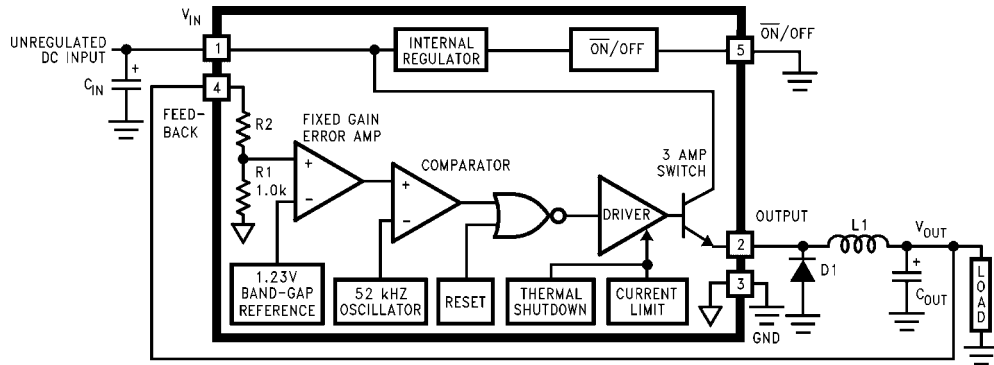 V_IN
UNREGULATED
DC INPUT
1
INTERNAL
REGULATOR
ON/OFF
5
ON/OFF
+
C_IN
4
FEED-
BACK
R2
R1
1.0k
FIXED GAIN
ERROR AMP
+
−
COMPARATOR
+
−
DRIVER
3 AMP
SWITCH
OUTPUT
2
L1
V_OUT
D1
+
C_OUT
LOAD
1.23V
BAND-GAP
REFERENCE
52 kHZ
OSCILLATOR
RESET
THERMAL
SHUTDOWN
CURRENT
LIMIT
3
GND